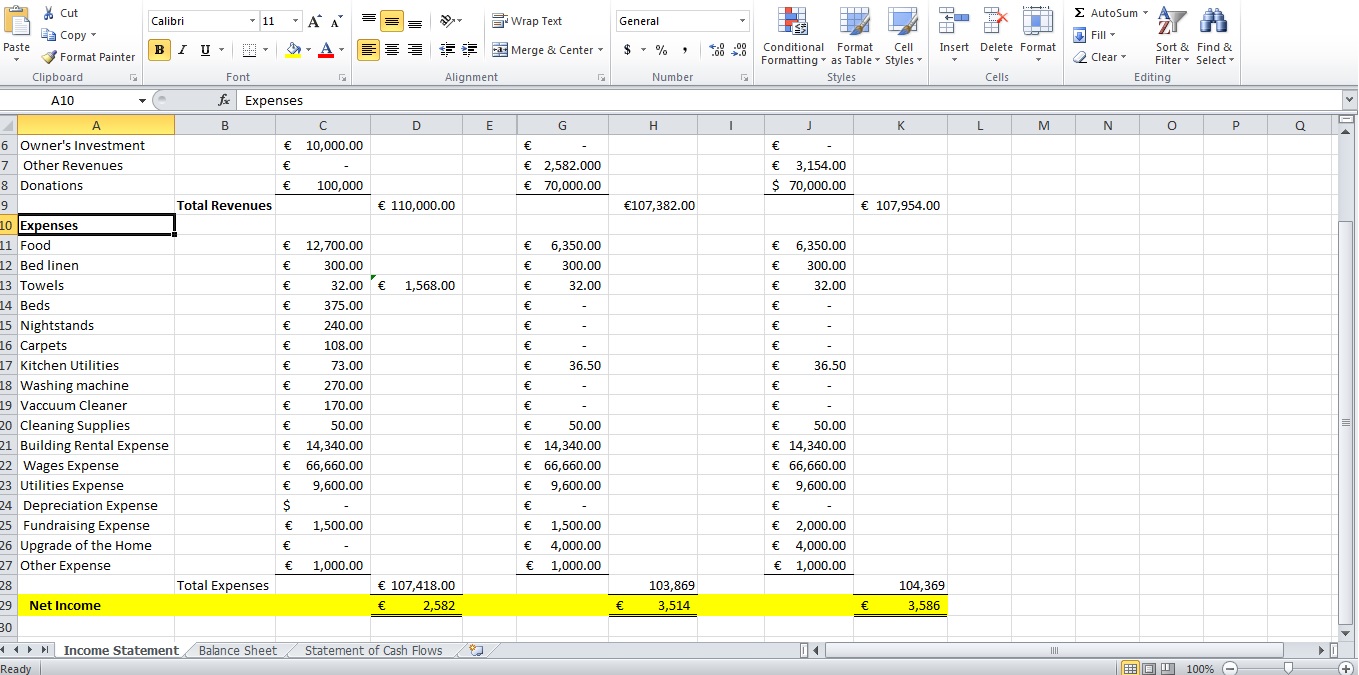 Cut
Copy
Format Painter
Paste
Clipboard
Calibri 11 A A
B I U A
Font
Wrap Text
Merge & Center
Alignment
General
$ % , .00 .00
Number
Conditional Formatting
Format as Table
Cell Styles
Styles
Insert Delete Format
Cells
Σ AutoSum
Fill
Clear
Sort & Filter
Find & Select
Editing
A10 fx Expenses
A B C D E G H I J K L M N O P Q
6 Owner's Investment € 10,000.00 € - € -
7 Other Revenues € - € 2,582.000 € 3,154.00
8 Donations € 100,000 € 70,000.00 $ 70,000.00
9 Total Revenues € 110,000.00 €107,382.00 € 107,954.00
10 Expenses
11 Food € 12,700.00 € 6,350.00 € 6,350.00
12 Bed linen € 300.00 € 300.00 € 300.00
13 Towels € 32.00 € 1,568.00 € 32.00 € 32.00
14 Beds € 375.00 € - € -
15 Nightstands € 240.00 € - € -
16 Carpets € 108.00 € - € -
17 Kitchen Utilities € 73.00 € 36.50 € 36.50
18 Washing machine € 270.00 € - € -
19 Vaccuum Cleaner € 170.00 € - € -
20 Cleaning Supplies € 50.00 € 50.00 € 50.00
21 Building Rental Expense € 14,340.00 € 14,340.00 € 14,340.00
22 Wages Expense € 66,660.00 € 66,660.00 € 66,660.00
23 Utilities Expense € 9,600.00 € 9,600.00 € 9,600.00
24 Depreciation Expense $ - € - € -
25 Fundraising Expense € 1,500.00 € 1,500.00 € 2,000.00
26 Upgrade of the Home € - € 4,000.00 € 4,000.00
27 Other Expense € 1,000.00 € 1,000.00 € 1,000.00
28 Total Expenses € 107,418.00 103,869 104,369
29 Net Income € 2,582 € 3,514 € 3,586
30
Income Statement Balance Sheet Statement of Cash Flows
Ready 100%